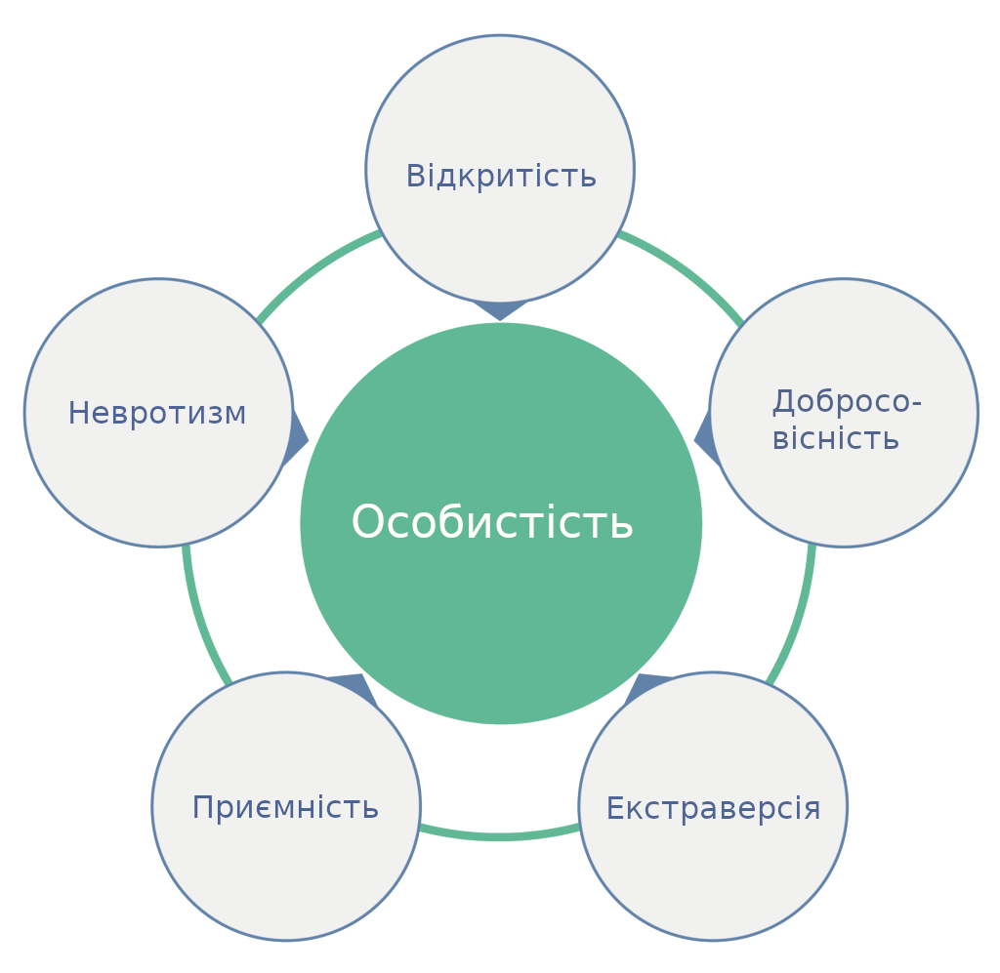 Відкритість
Невротизм
Добросо-
вісність
Особистість
Приємність
Екстраверсія